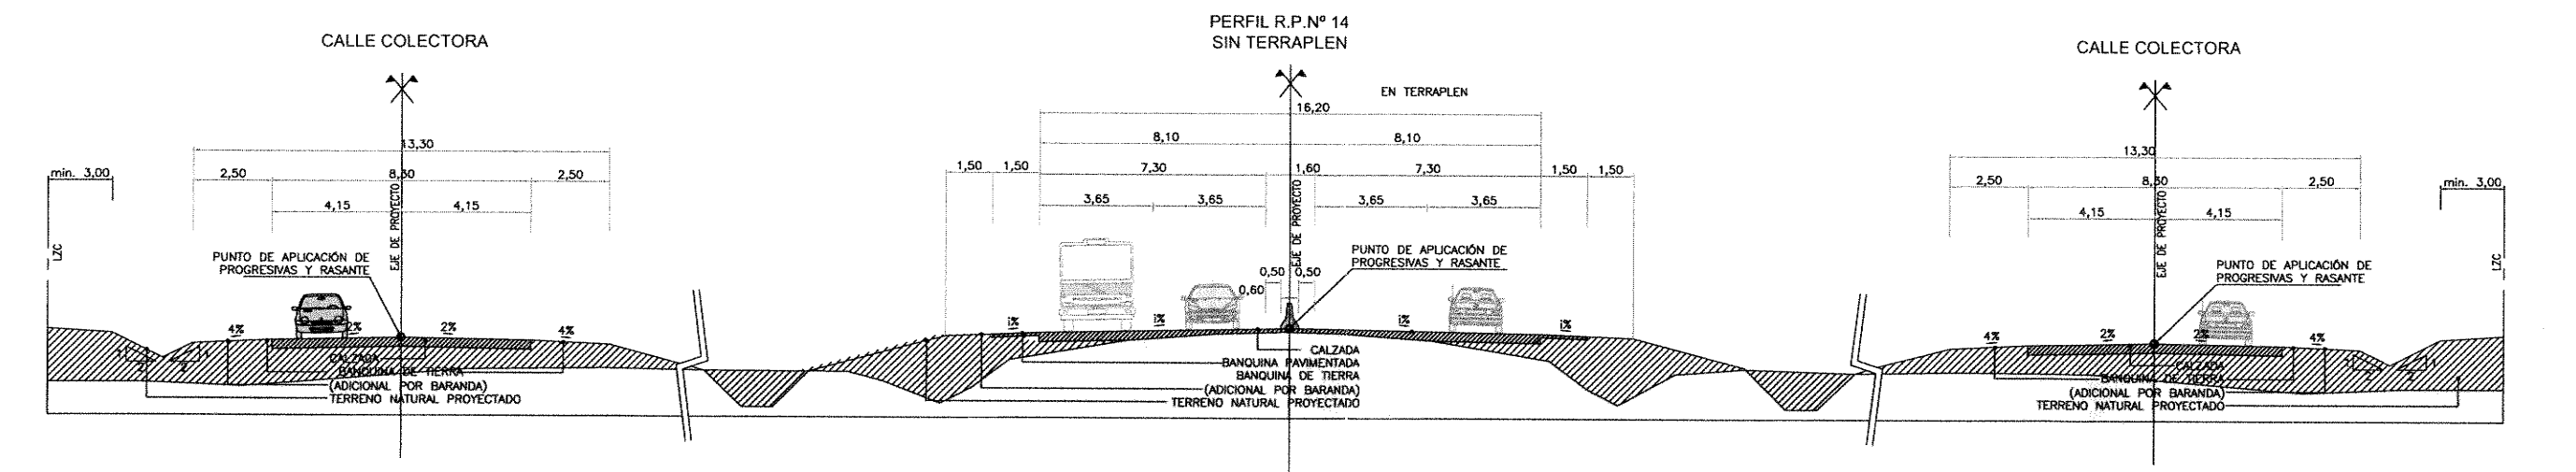 CALLE COLECTORA
13,30
2,50 8,30 2,50
4,15 4,15
min. 3,00
LZC
EJE DE PROYECTO
PUNTO DE APLICACIÓN DE
PROGRESIVAS Y RASANTE
4% 2% 2% 4%
1 2 2 1
CALZADA
BANQUINA DE TIERRA
(ADICIONAL POR BARANDA)
TERRENO NATURAL PROYECTADO
PERFIL R.P.Nº 14
SIN TERRAPLEN
EN TERRAPLEN
16,20
8,10 8,10
1,50 1,50 7,30 1,60 7,30 1,50 1,50
3,65 3,65 3,65 3,65
EJE DE PROYECTO
PUNTO DE APLICACIÓN DE
PROGRESIVAS Y RASANTE
0,50 0,50
0,60
i% i% i% i%
CALZADA
BANQUINA PAVIMENTADA
BANQUINA DE TIERRA
(ADICIONAL POR BARANDA)
TERRENO NATURAL PROYECTADO
CALLE COLECTORA
13,30
2,50 8,30 2,50
4,15 4,15
min. 3,00
LZC
EJE DE PROYECTO
PUNTO DE APLICACIÓN DE
PROGRESIVAS Y RASANTE
4% 2% 2% 4%
CALZADA
BANQUINA DE TIERRA
(ADICIONAL POR BARANDA)
TERRENO NATURAL PROYECTADO